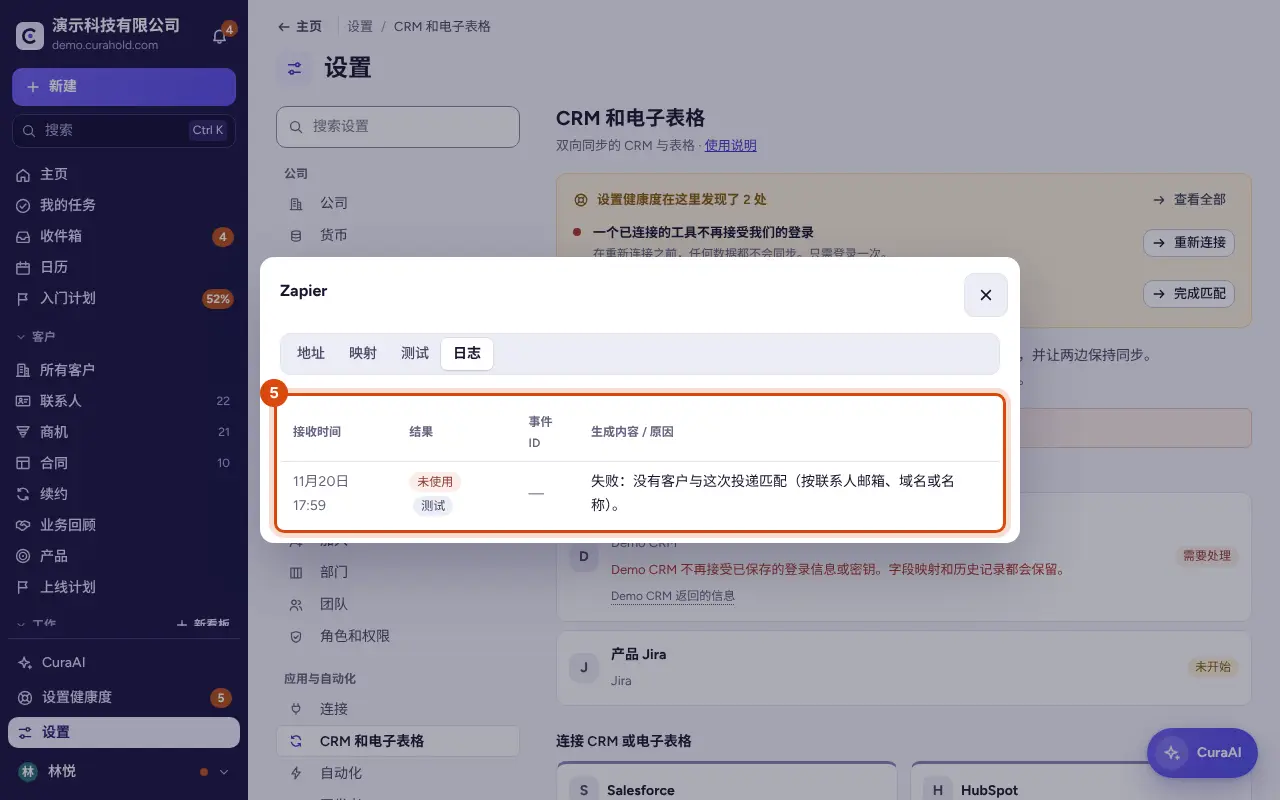 演示科技有限公司
demo.curahold.com
4
新建
搜索
Ctrl K
主页
我的任务
收件箱
4
日历
入门计划
52%
客户
所有客户
联系人
22
商机
21
合同
10
续约
业务回顾
产品
上线计划
工作
新看板
CuraAI
设置健康度
5
设置
林
林悦
主页
设置 / CRM 和电子表格
设置
搜索设置
公司
公司
货币
部门
团队
角色和权限
应用与自动化
连接
CRM 和电子表格
自动化
CRM 和电子表格
双向同步的 CRM 与表格 · 使用说明
设置健康度在这里发现了 2 处
查看全部
一个已连接的工具不再接受我们的登录
在重新连接之前，任何数据都不会同步。只需登录一次。
重新连接
完成匹配
，并让两边保持同步。
Zapier
地址
映射
测试
日志
5
接收时间
结果
事件
ID
生成内容 / 原因
11月20日
17:59
未使用
测试
—
失败：没有客户与这次投递匹配（按联系人邮箱、域名或名
称）。
D
Demo CRM
Demo CRM 不再接受已保存的登录信息或密钥。字段映射和历史记录都会保留。
Demo CRM 返回的信息
需要处理
J
产品 Jira
Jira
未开始
连接 CRM 或电子表格
S
Salesforce
H
HubSpot
CuraAI